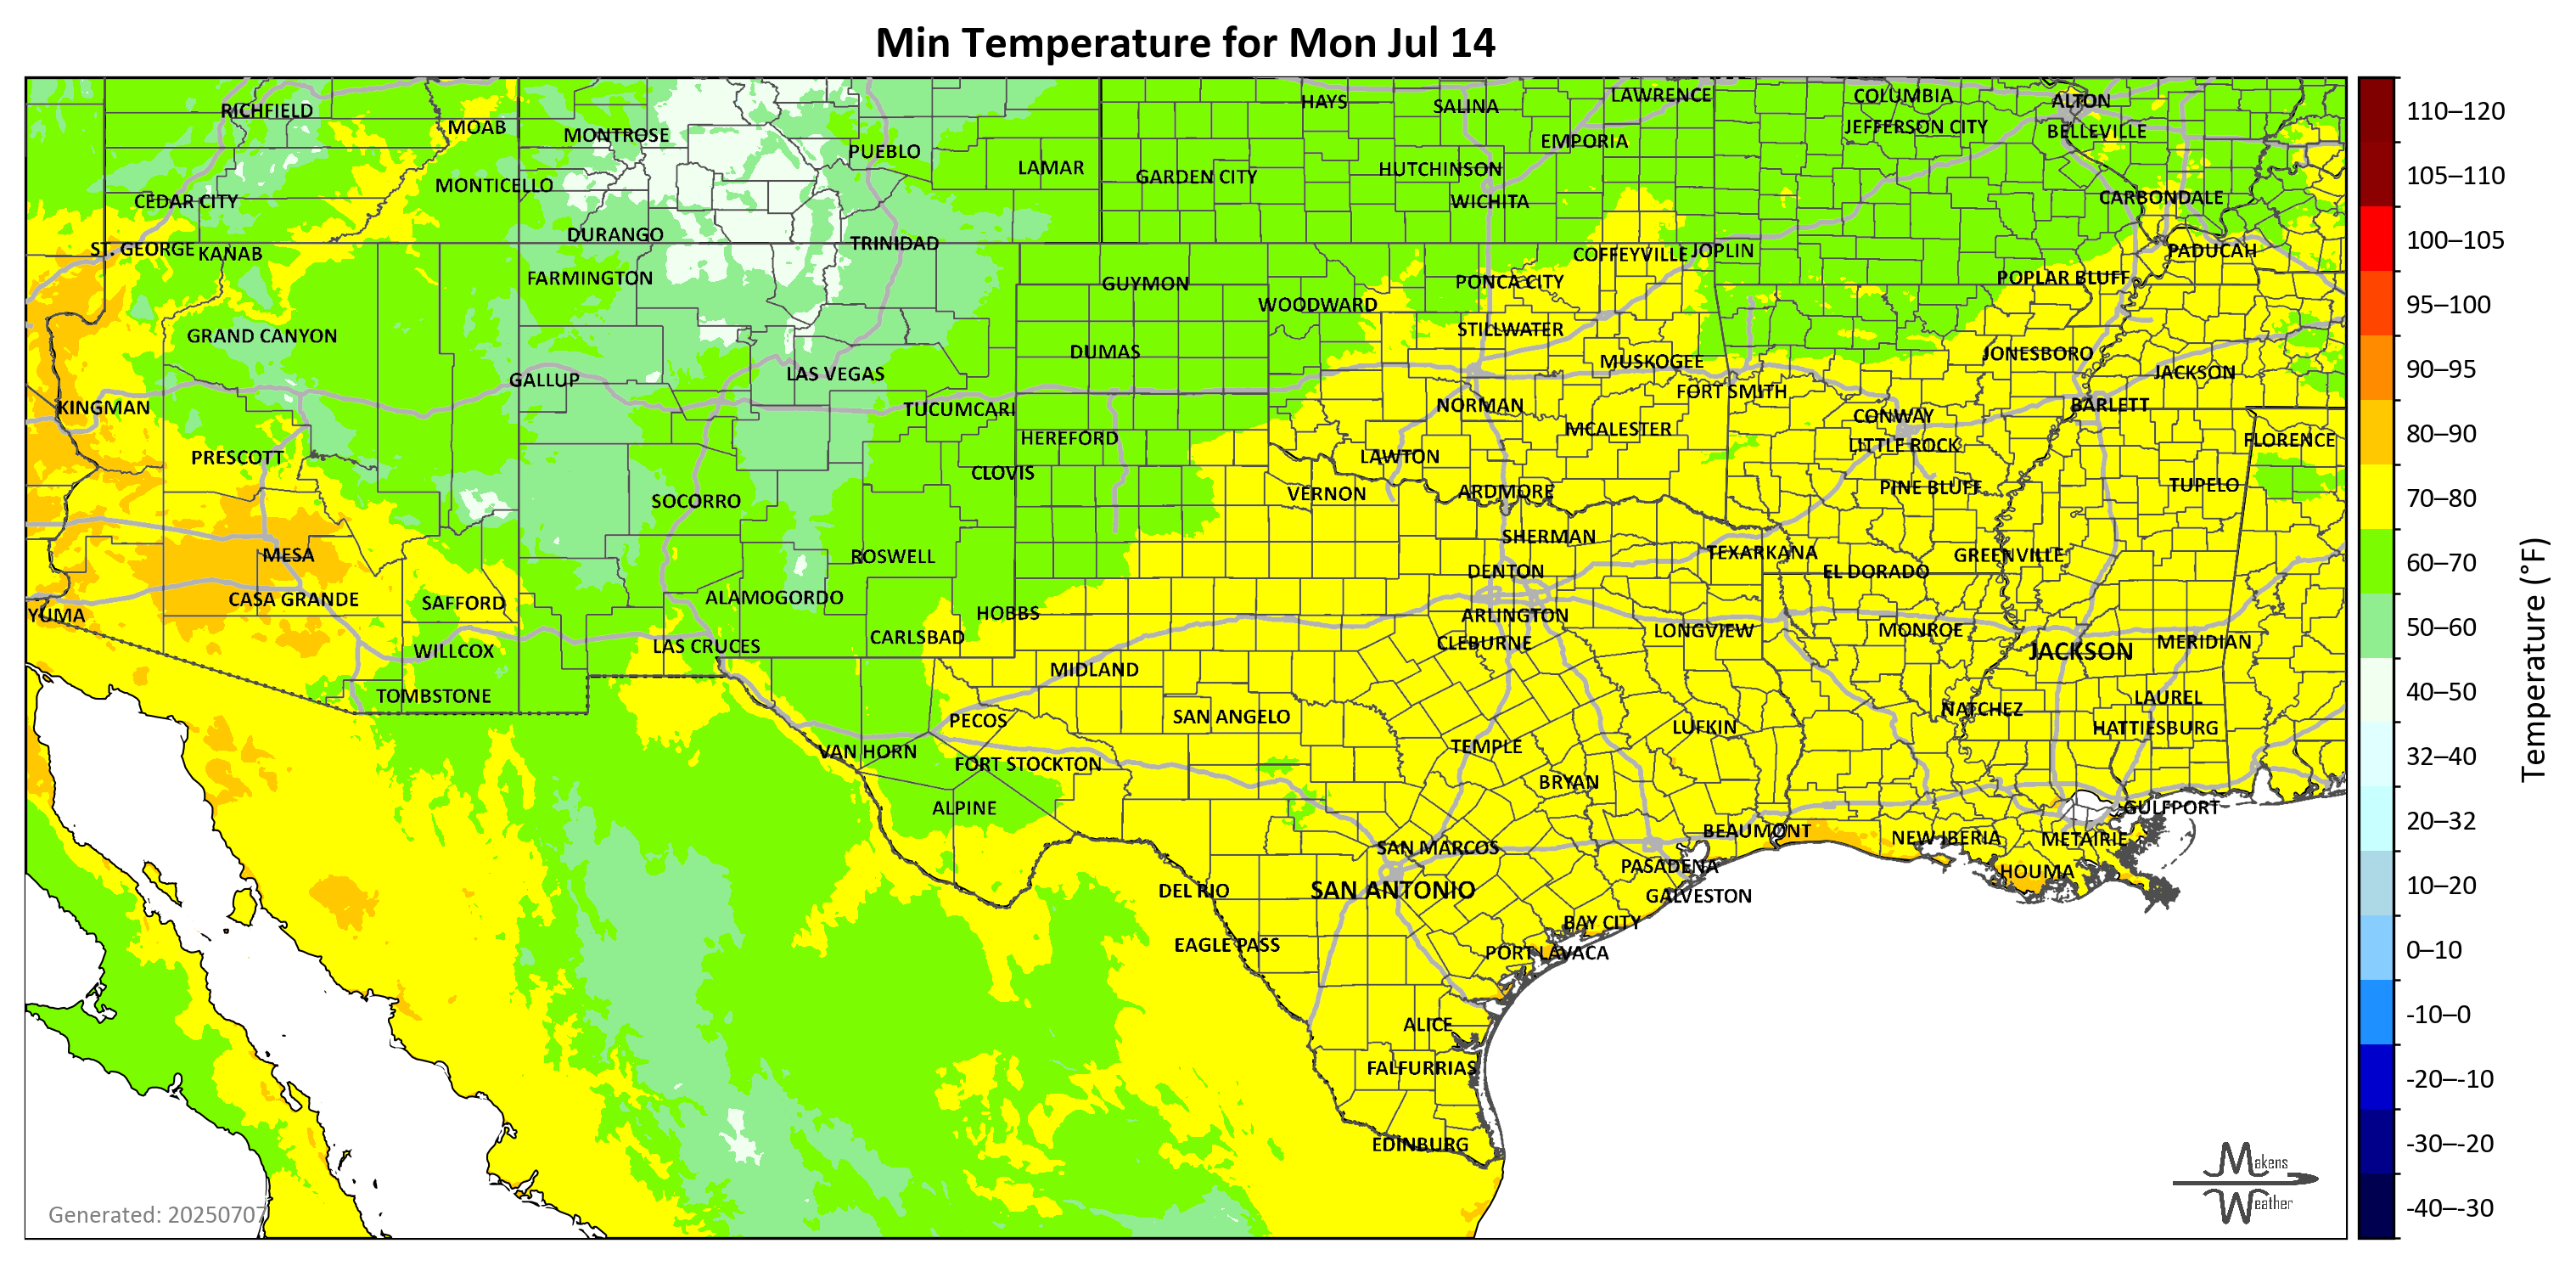 Min Temperature for Mon Jul 14
RICHFIELD
MOAB
MONTROSE
PUEBLO
LAMAR
HAYS
SALINA
LAWRENCE
COLUMBIA
ALTON
JEFFERSON CITY
BELLEVILLE
EMPORIA
GARDEN CITY
HUTCHINSON
WICHITA
MONTICELLO
CEDAR CITY
CARBONDALE
DURANGO
TRINIDAD
ST. GEORGE
KANAB
COFFEYVILLE
JOPLIN
PADUCAH
FARMINGTON
GUYMON
PONCA CITY
POPLAR BLUFF
WOODWARD
GRAND CANYON
STILLWATER
DUMAS
MUSKOGEE
JONESBORO
GALLUP
LAS VEGAS
JACKSON
FORT SMITH
KINGMAN
TUCUMCARI
NORMAN
CONWAY
BARLETT
HEREFORD
MCALESTER
LITTLE ROCK
FLORENCE
PRESCOTT
CLOVIS
LAWTON
SOCORRO
VERNON
ARDMORE
PINE BLUFF
TUPELO
MESA
ROSWELL
SHERMAN
TEXARKANA
GREENVILLE
DENTON
EL DORADO
CASA GRANDE
SAFFORD
ALAMOGORDO
YUMA
HOBBS
ARLINGTON
WILLCOX
LAS CRUCES
CARLSBAD
CLEBURNE
LONGVIEW
MONROE
JACKSON
MERIDIAN
MIDLAND
TOMBSTONE
PECOS
SAN ANGELO
LUFKIN
NATCHEZ
LAUREL
HATTIESBURG
VAN HORN
FORT STOCKTON
TEMPLE
BRYAN
ALPINE
GULFPORT
BEAUMONT
NEW IBERIA
METAIRIE
SAN MARCOS
PASADENA
HOUMA
DEL RIO
SAN ANTONIO
GALVESTON
BAY CITY
EAGLE PASS
PORT LAVACA
ALICE
FALFURRIAS
EDINBURG
Generated: 20250707
Makens
Weather
110–120
105–110
100–105
95–100
90–95
80–90
70–80
60–70
50–60
40–50
32–40
20–32
10–20
0–10
-10–0
-20–-10
-30–-20
-40–-30
Temperature (°F)